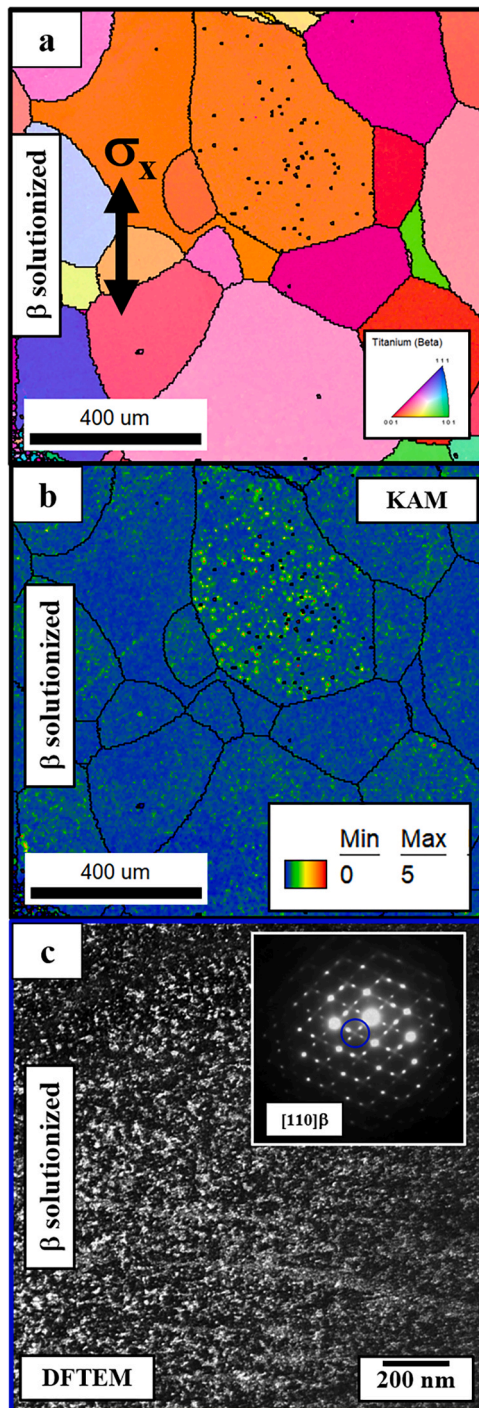 a
β solutionized
σx
Titanium (Beta)
111
001
101
400 um
b
KAM
β solutionized
Min Max
0 5
400 um
c
β solutionized
[110]β
DFTEM
200 nm